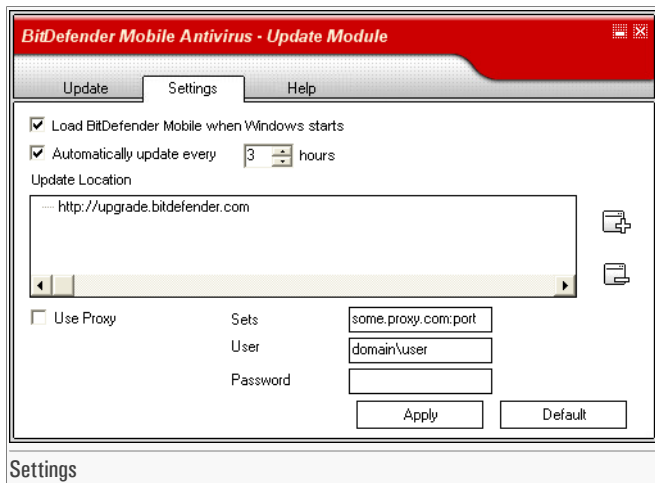 BitDefender Mobile Antivirus - Update Module
Update Settings Help
Load BitDefender Mobile when Windows starts
Automatically update every 3 hours
Update Location
http://upgrade.bitdefender.com
Use Proxy Sets some.proxy.com:port
User domain\user
Password
Apply Default
Settings